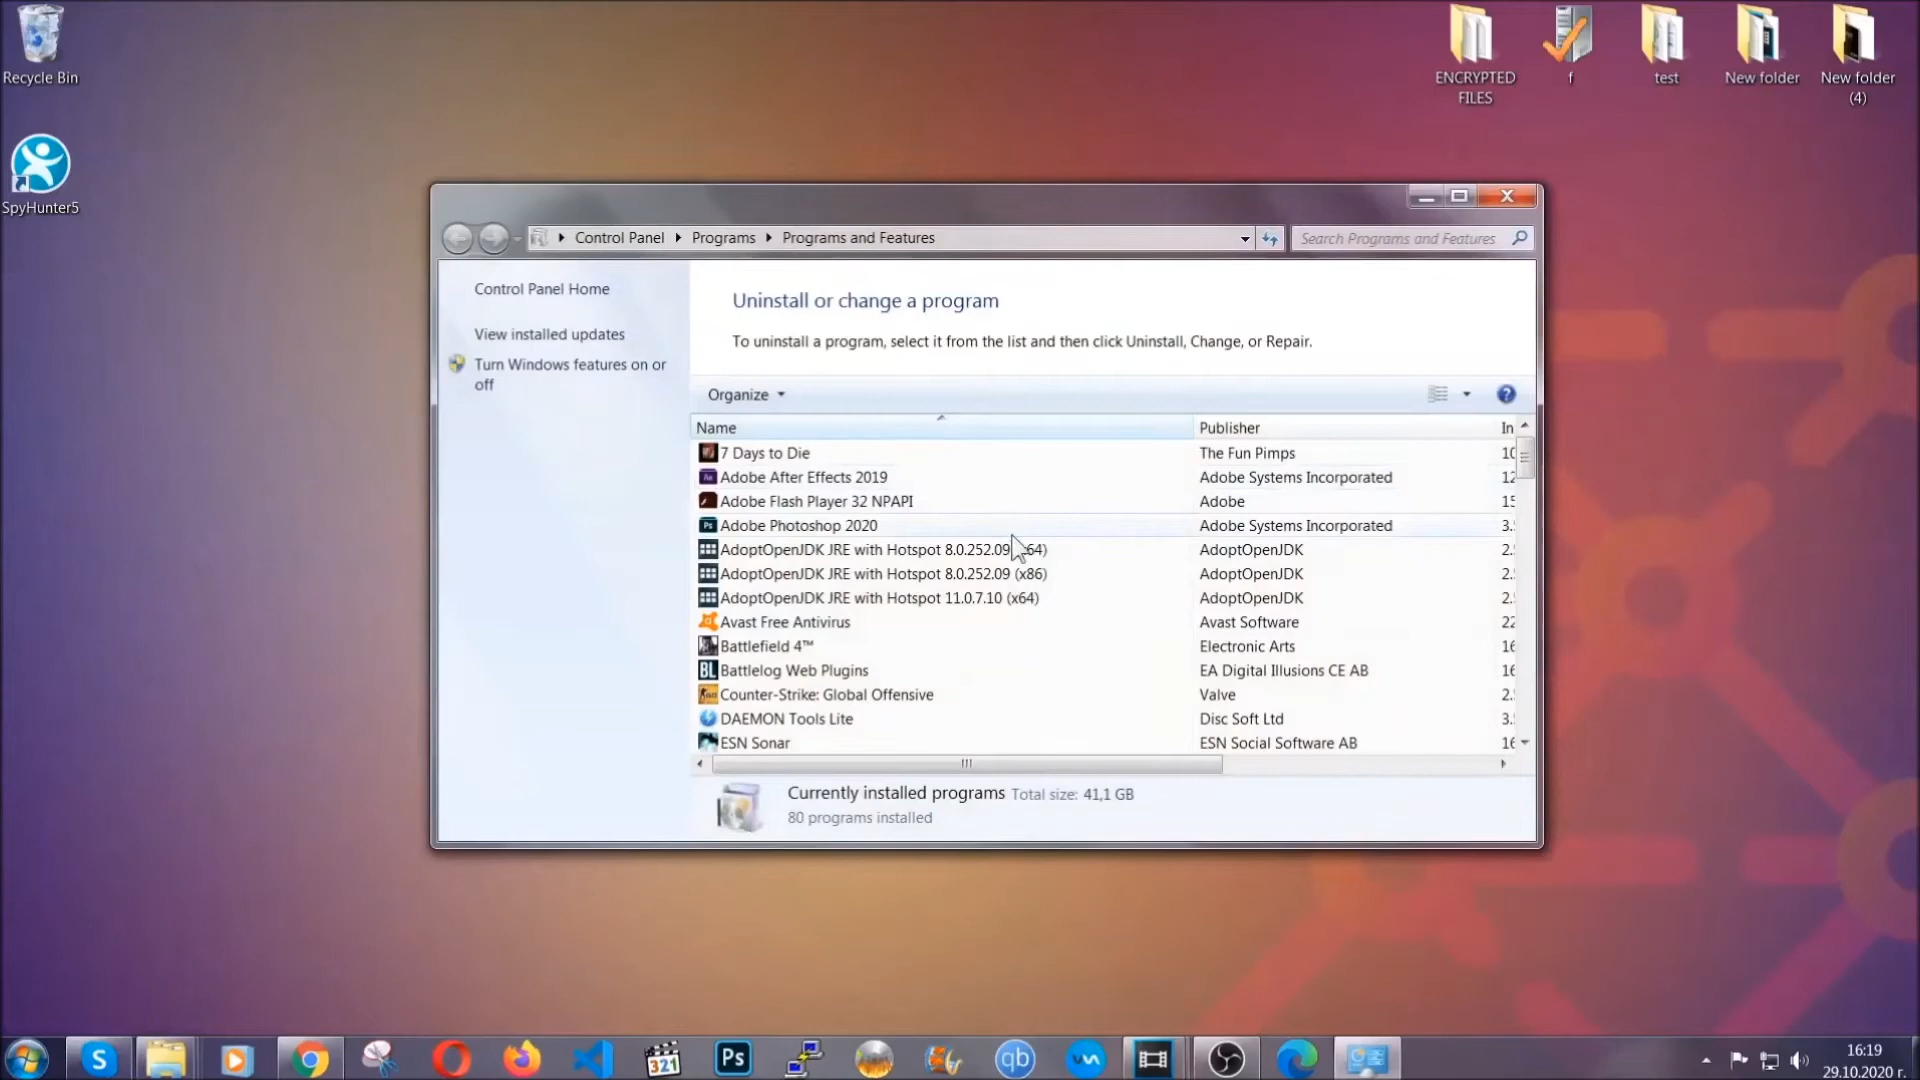 Recycle Bin
SpyHunter5
ENCRYPTED
FILES
f
test
New folder
New folder
(4)
Control Panel
Programs
Programs and Features
Search Programs and Features
Control Panel Home
View installed updates
Turn Windows features on or
off
Uninstall or change a program
To uninstall a program, select it from the list and then click Uninstall, Change, or Repair.
Organize
Name Publisher In
7 Days to Die The Fun Pimps 10
Adobe After Effects 2019 Adobe Systems Incorporated 12
Adobe Flash Player 32 NPAPI Adobe 15
Adobe Photoshop 2020 Adobe Systems Incorporated 3.
AdoptOpenJDK JRE with Hotspot 8.0.252.09 x64) AdoptOpenJDK 2.
AdoptOpenJDK JRE with Hotspot 8.0.252.09 (x86) AdoptOpenJDK 2.
AdoptOpenJDK JRE with Hotspot 11.0.7.10 (x64) AdoptOpenJDK 2.
Avast Free Antivirus Avast Software 22
Battlefield 4™ Electronic Arts 16
BL Battlelog Web Plugins EA Digital Illusions CE AB 16
Counter-Strike: Global Offensive Valve 2.
DAEMON Tools Lite Disc Soft Ltd 3.
ESN Sonar ESN Social Software AB 16
Currently installed programs Total size: 41,1 GB
80 programs installed
S
321
Ps
qb
16:19
29.10.2020 г.